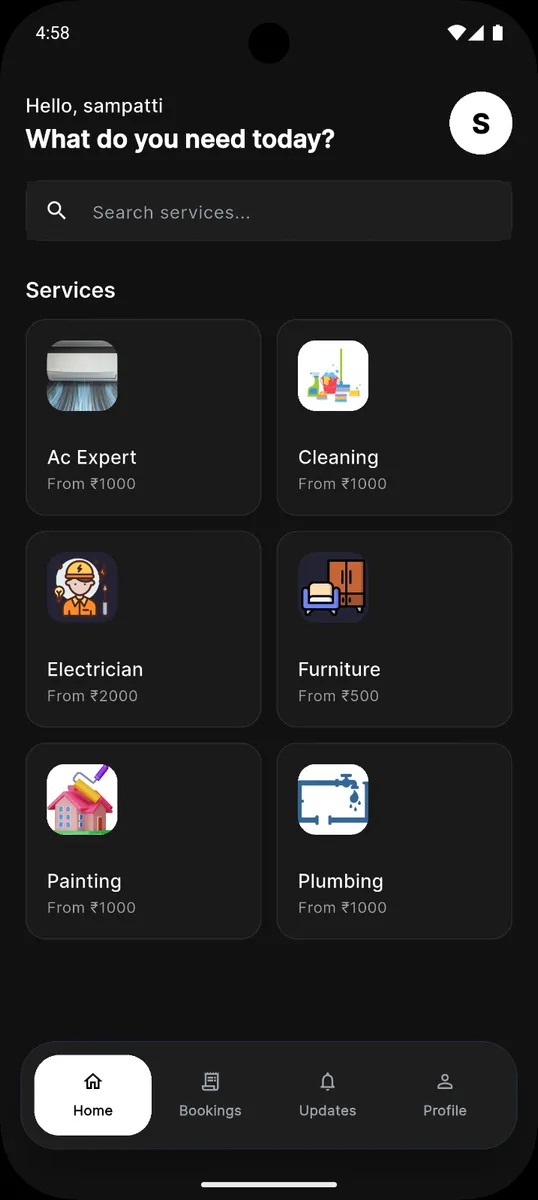 4:58
Hello, sampatti
What do you need today?
S
Search services...
Services
Ac Expert
From ₹1000
Cleaning
From ₹1000
Electrician
From ₹2000
Furniture
From ₹500
Painting
From ₹1000
Plumbing
From ₹1000
Home
Bookings
Updates
Profile